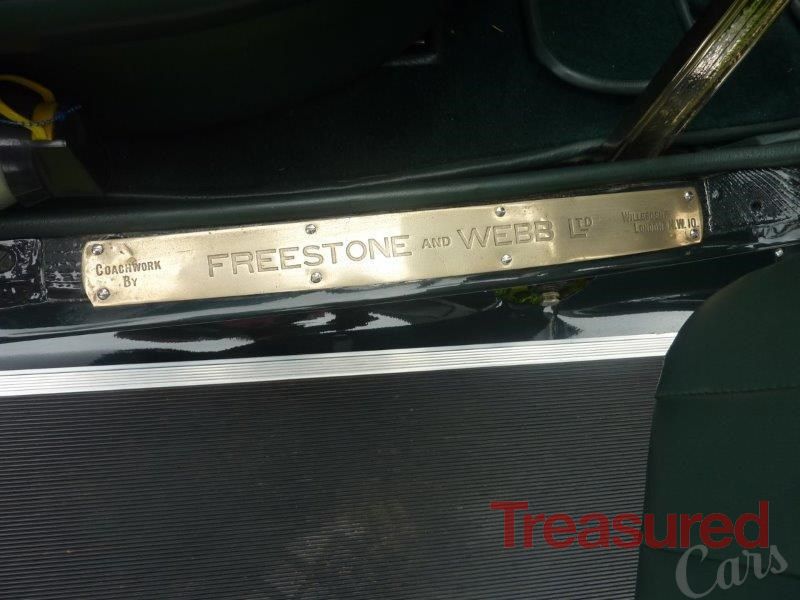 COACHWORK
BY
FREESTONE AND WEBB LTD
WILLESDEN
LONDON N.W.10
Treasured
Cars